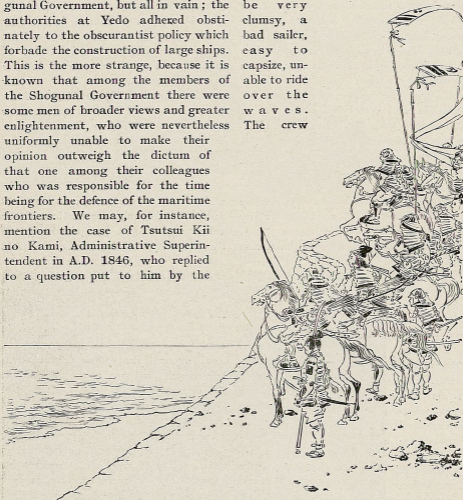 gunal Government, but all in vain; the
authorities at Yedo adhered obsti-
nately to the obscurantist policy which
forbade the construction of large ships.
This is the more strange, because it is
known that among the members of
the Shogunal Government there were
some men of broader views and greater
enlightenment, who were nevertheless
uniformly unable to make their
opinion outweigh the dictum of
that one among their colleagues
who was responsible for the time
being for the defence of the maritime
frontiers. We may, for instance,
mention the case of Tsutsui Kii
no Kami, Administrative Superin-
tendent in A.D. 1846, who replied
to a question put to him by the
be very
clumsy, a
bad sailer,
easy to
capsize, un-
able to ride
over the
waves.
The crew